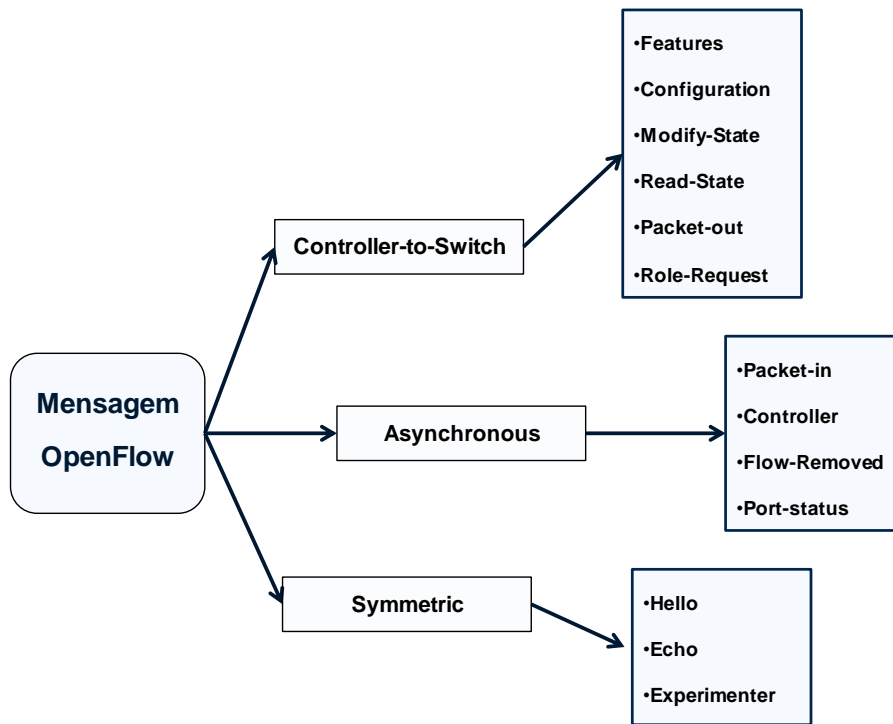 Mensagem
OpenFlow
Controller-to-Switch
•Features
•Configuration
•Modify-State
•Read-State
•Packet-out
•Role-Request
Asynchronous
•Packet-in
•Controller
•Flow-Removed
•Port-status
Symmetric
•Hello
•Echo
•Experimenter